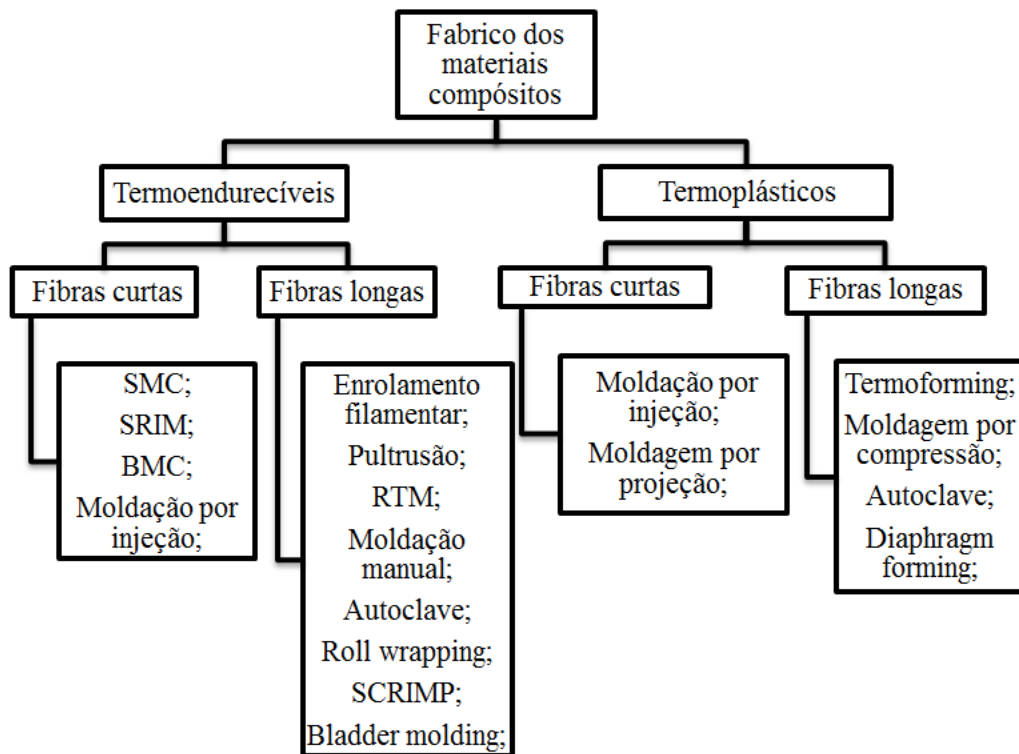 Fabrico dos
materiais
compósitos
Termoendurecíveis
Termoplásticos
Fibras curtas
Fibras longas
Fibras curtas
Fibras longas
SMC;
SRIM;
BMC;
Moldação por
injeção;
Enrolamento
filamentar;
Pultrusão;
RTM;
Moldação
manual;
Autoclave;
Roll wrapping;
SCRIMP;
Bladder molding;
Moldação por
injeção;
Moldagem por
projeção;
Termoforming;
Moldagem por
compressão;
Autoclave;
Diaphragm
forming;